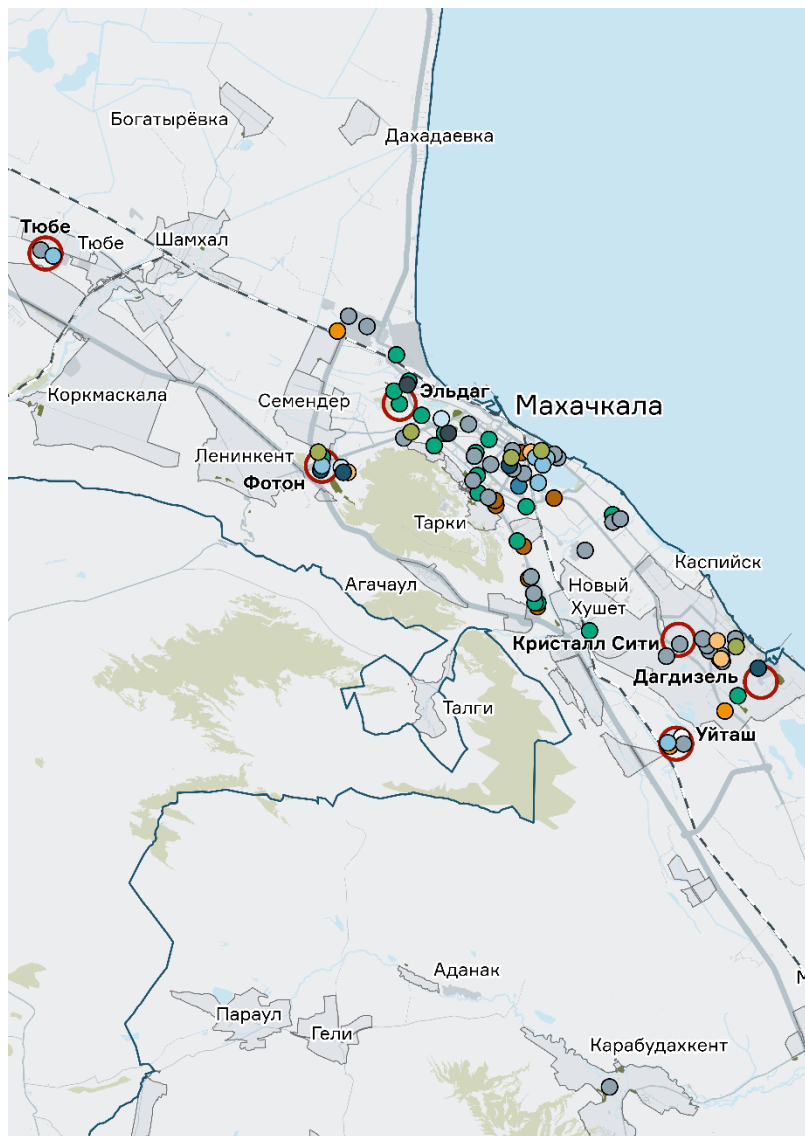 Богатырёвка
Дахадаевка
Тюбе
Тюбе
Шамхал
Эльдаг
Коркмаскала
Семендер
Махачкала
Ленинкент
Фотон
Тарки
Каспийск
Агачаул
Новый
Хушет
Кристалл Сити
Дагдизель
Талги
Уйташ
Аданак
Параул
Гели
Карабудахкент